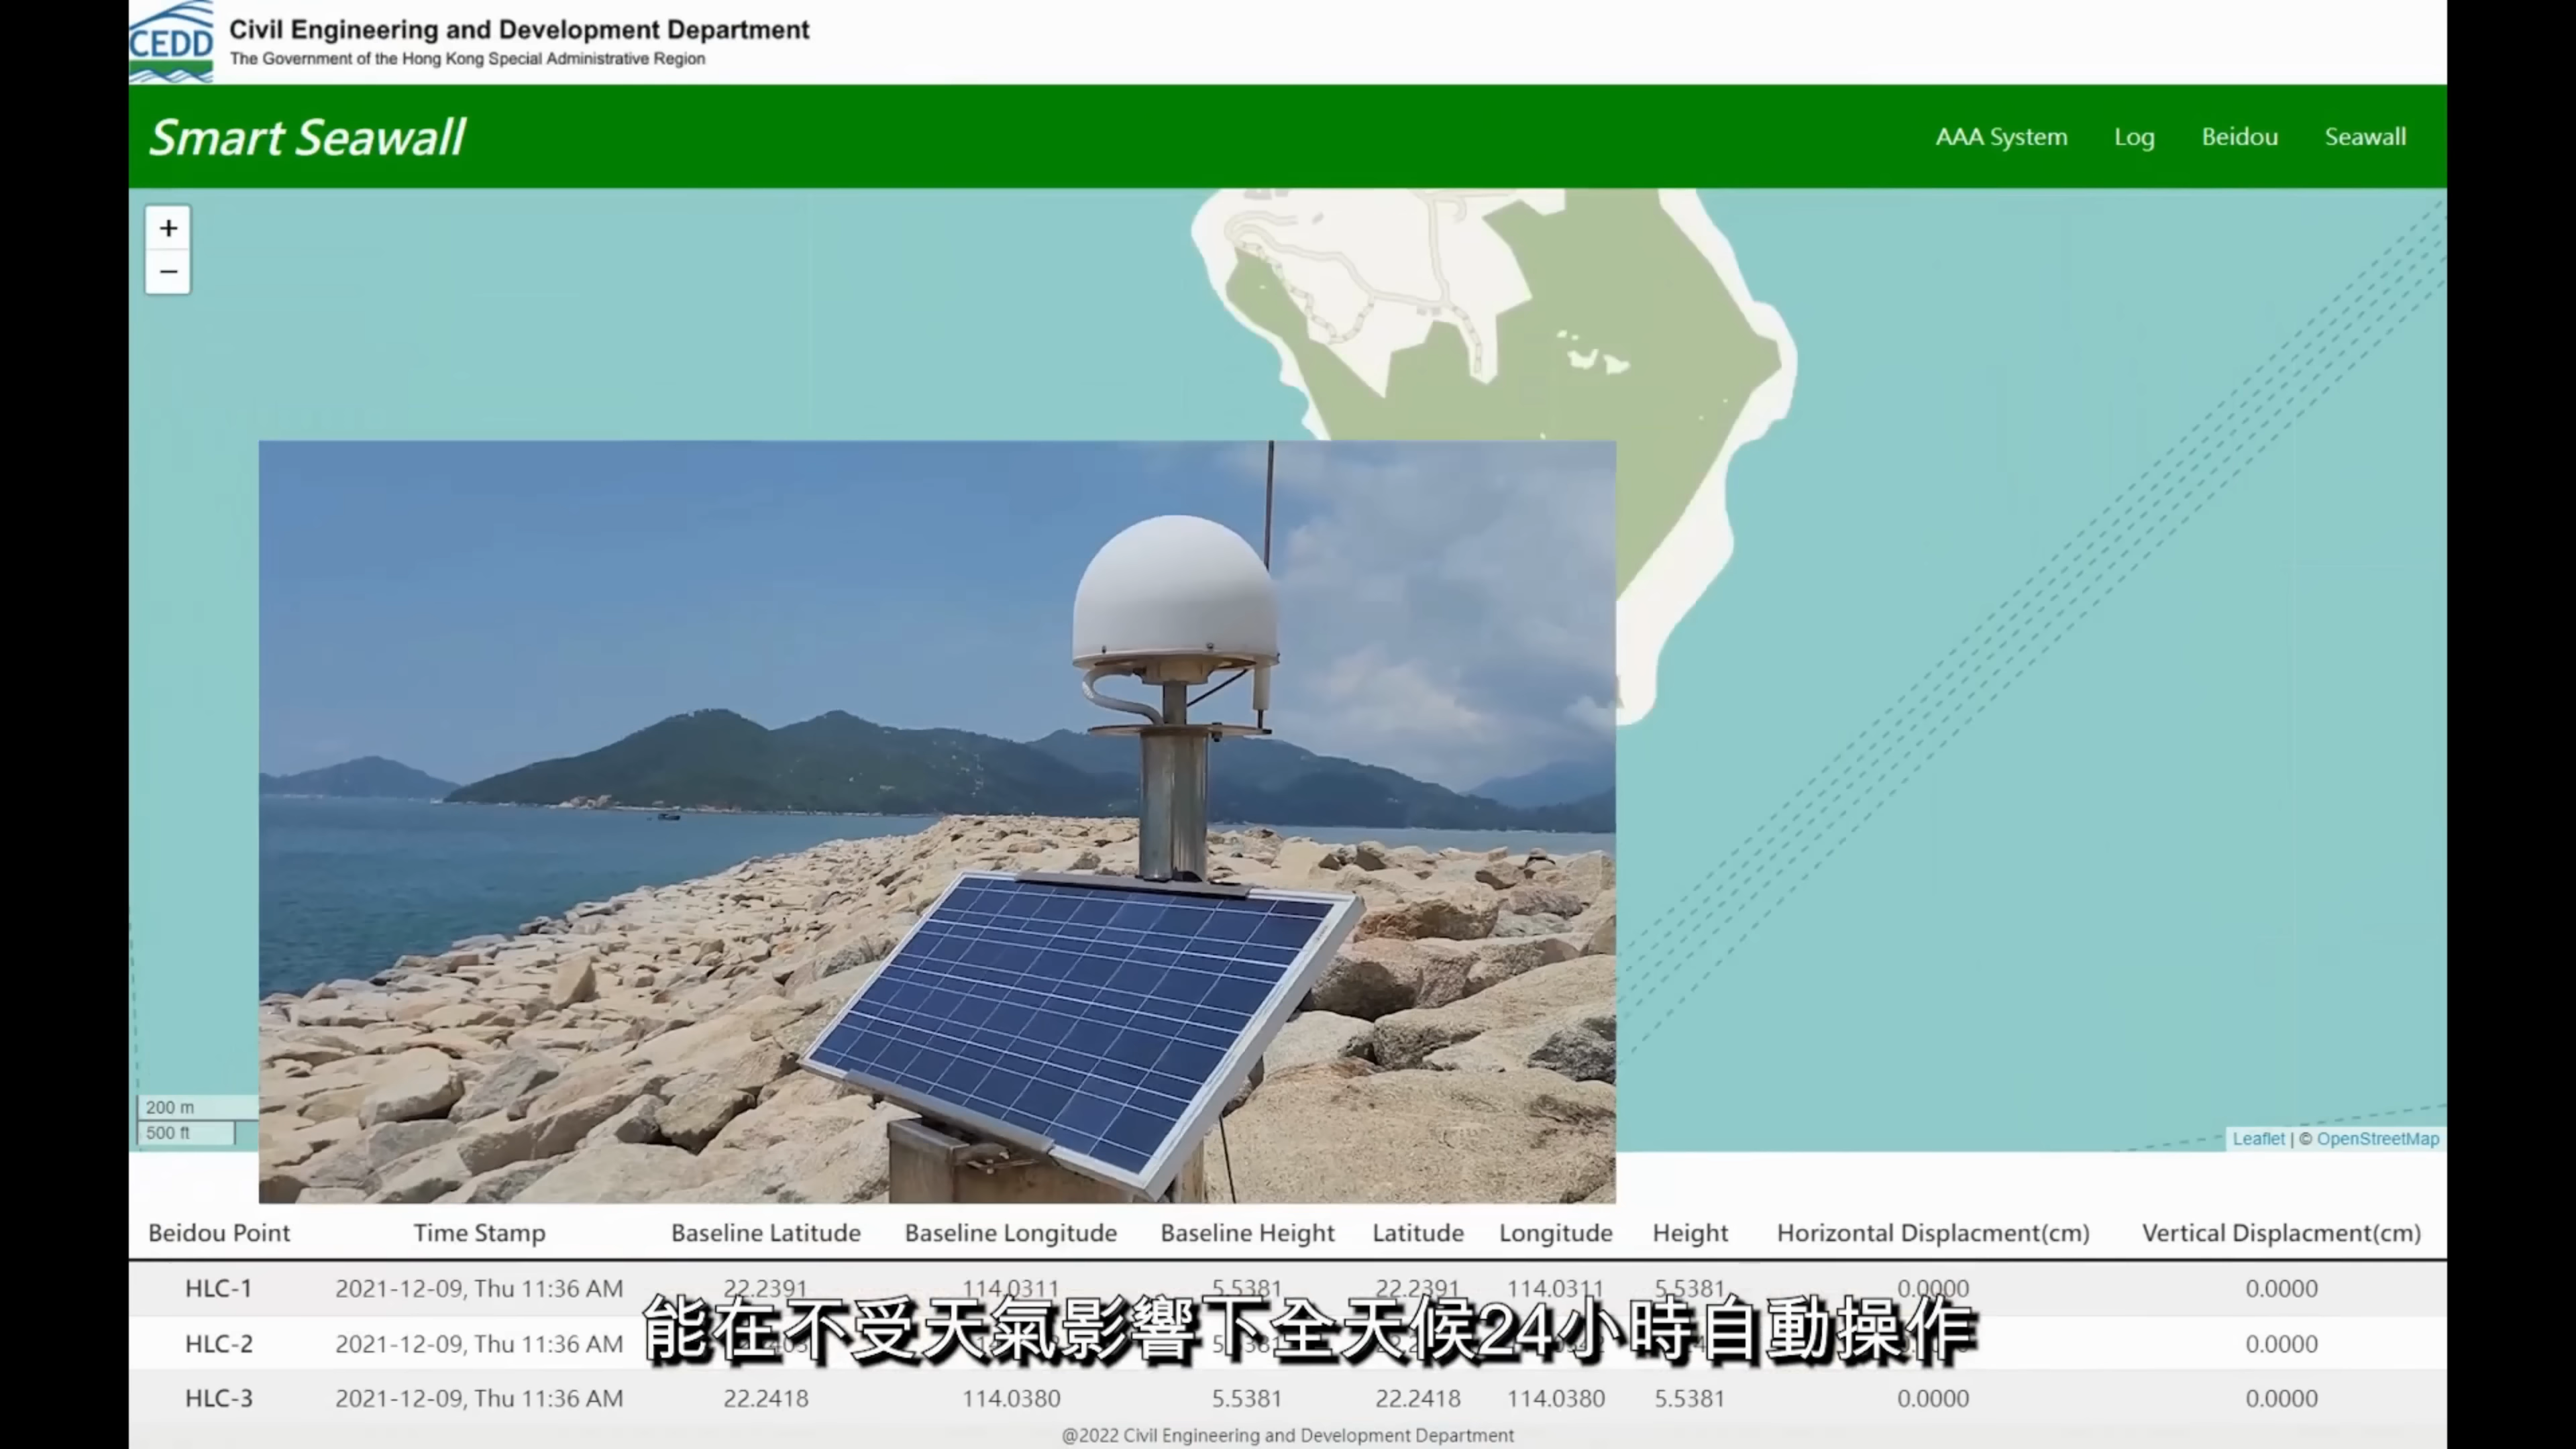 CEDD
Civil Engineering and Development Department
The Government of the Hong Kong Special Administrative Region
Smart Seawall
AAA System Log Beidou Seawall
+
−
200 m
500 ft
Leaflet | © OpenStreetMap
Beidou Point Time Stamp Baseline Latitude Baseline Longitude Baseline Height Latitude Longitude Height Horizontal Displacment(cm) Vertical Displacment(cm)
HLC-1 2021-12-09, Thu 11:36 AM 22.2391 114.0311 5.5381 22.2391 114.0311 5.5381 0.0000 0.0000
能在不受天氣影響下全天候24小時自動操作
HLC-2 2021-12-09, Thu 11:36 AM 0.0000
HLC-3 2021-12-09, Thu 11:36 AM 22.2418 114.0380 5.5381 22.2418 114.0380 5.5381 0.0000 0.0000
@2022 Civil Engineering and Development Department